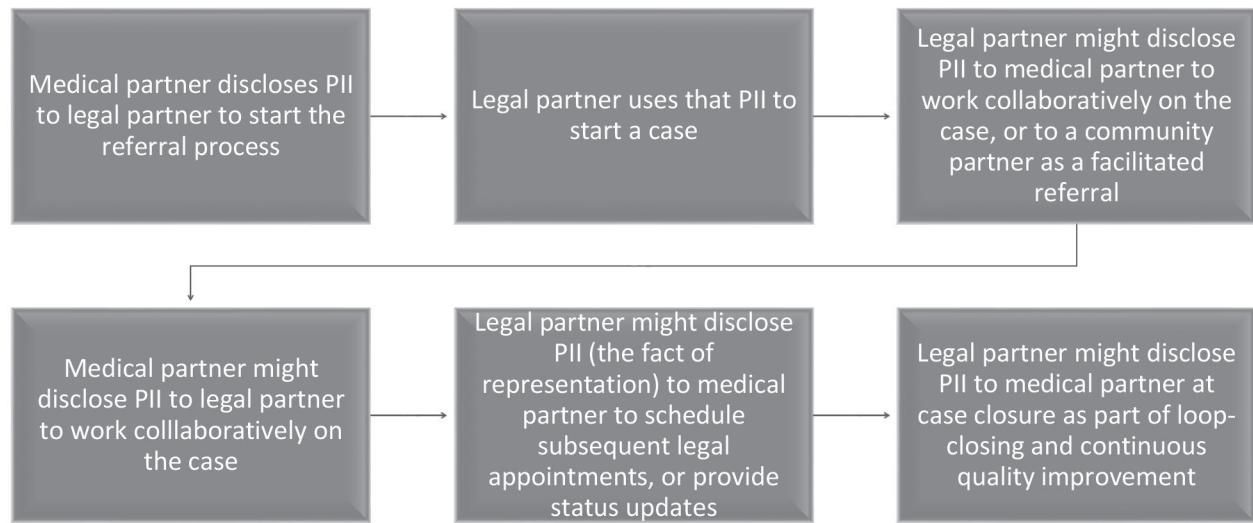 Medical partner discloses PII
to legal partner to start the
referral process
Legal partner uses that PII to
start a case
Legal partner might disclose
PII to medical partner to
work collaboratively on the
case, or to a community
partner as a facilitated
referral
Medical partner might
disclose PII to legal partner
to work colllaboratively on
the case
Legal partner might disclose
PII (the fact of
representation) to medical
partner to schedule
subsequent legal
appointments, or provide
status updates
Legal partner might disclose
PII to medical partner at
case closure as part of loop-
closing and continuous
quality improvement